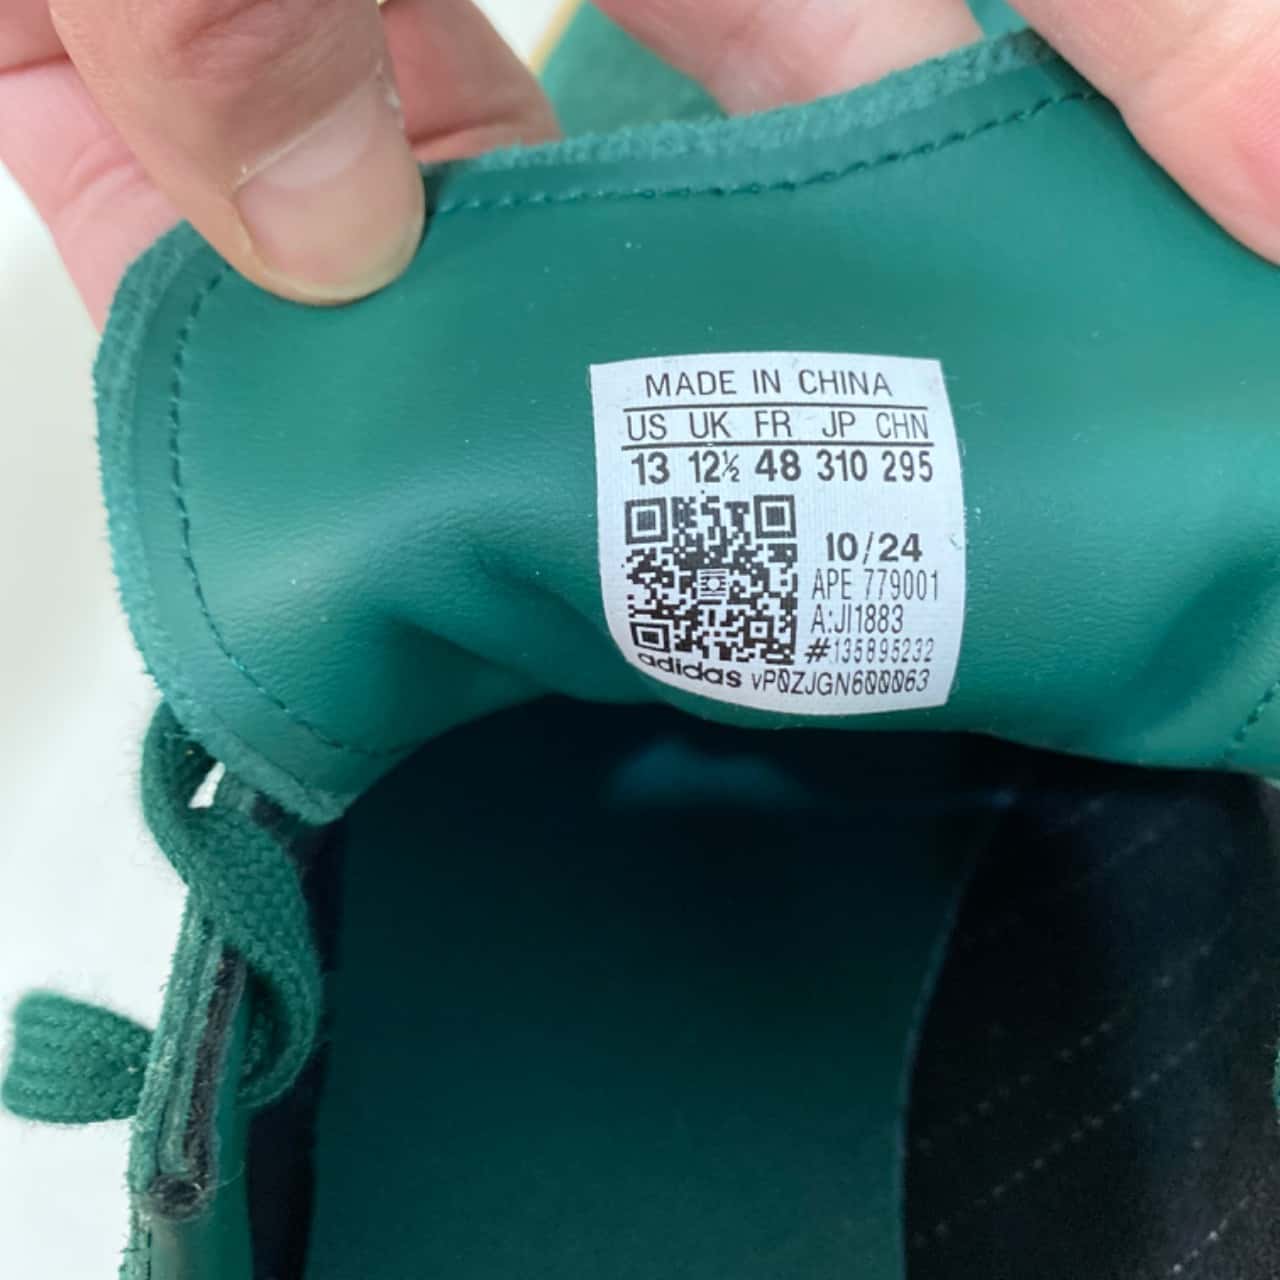 MADE IN CHINA
US UK FR JP CHN
13 12½ 48 310 295
10/24
APE 779001
A:JI1883
#135895232
adidas vP0ZJGN600063